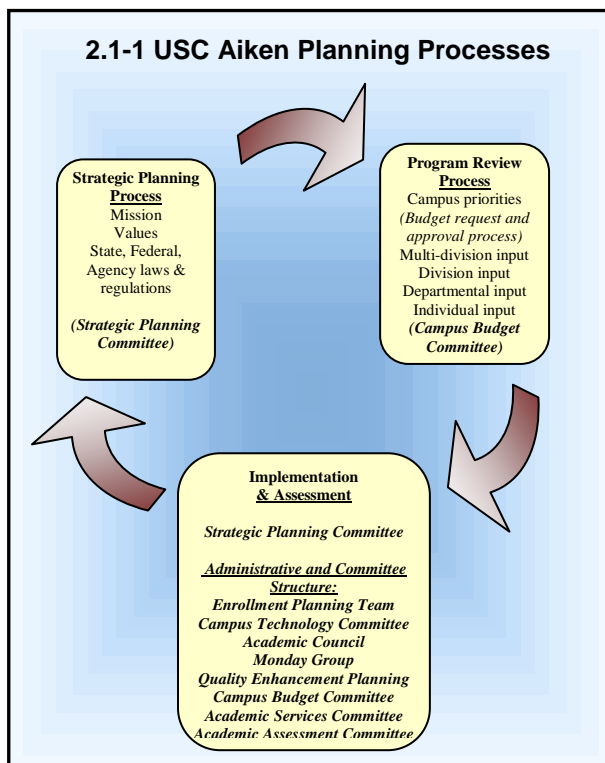 2.1-1 USC Aiken Planning Processes
Strategic Planning
Process
Mission
Values
State, Federal,
Agency laws &
regulations
(Strategic Planning
Committee)
Program Review
Process
Campus priorities
(Budget request and
approval process)
Multi-division input
Division input
Departmental input
Individual input
(Campus Budget
Committee)
Implementation
& Assessment
Strategic Planning Committee
Administrative and Committee
Structure:
Enrollment Planning Team
Campus Technology Committee
Academic Council
Monday Group
Quality Enhancement Planning
Campus Budget Committee
Academic Services Committee
Academic Assessment Committee